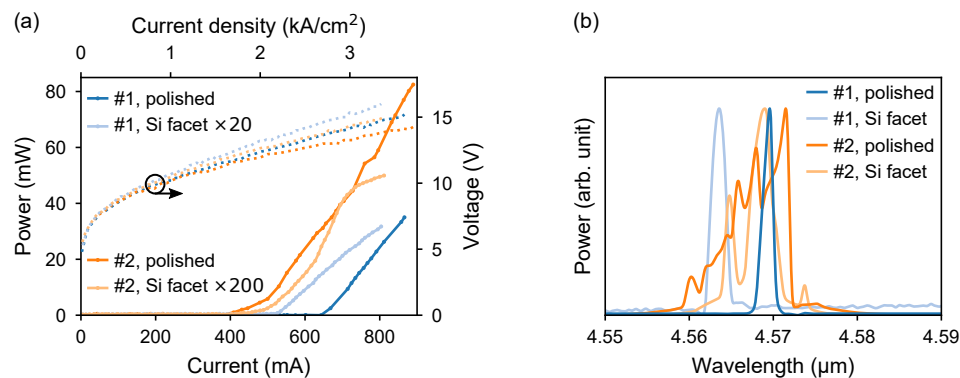 (a)
Current density (kA/cm²)
0 1 2 3
Power (mW)
80
60
40
20
0
#1, polished
#1, Si facet ×20
#2, polished
#2, Si facet ×200
15
10
5
0
Voltage (V)
0 200 400 600 800
Current (mA)
(b)
Power (arb. unit)
#1, polished
#1, Si facet
#2, polished
#2, Si facet
4.55 4.56 4.57 4.58 4.59
Wavelength (μm)